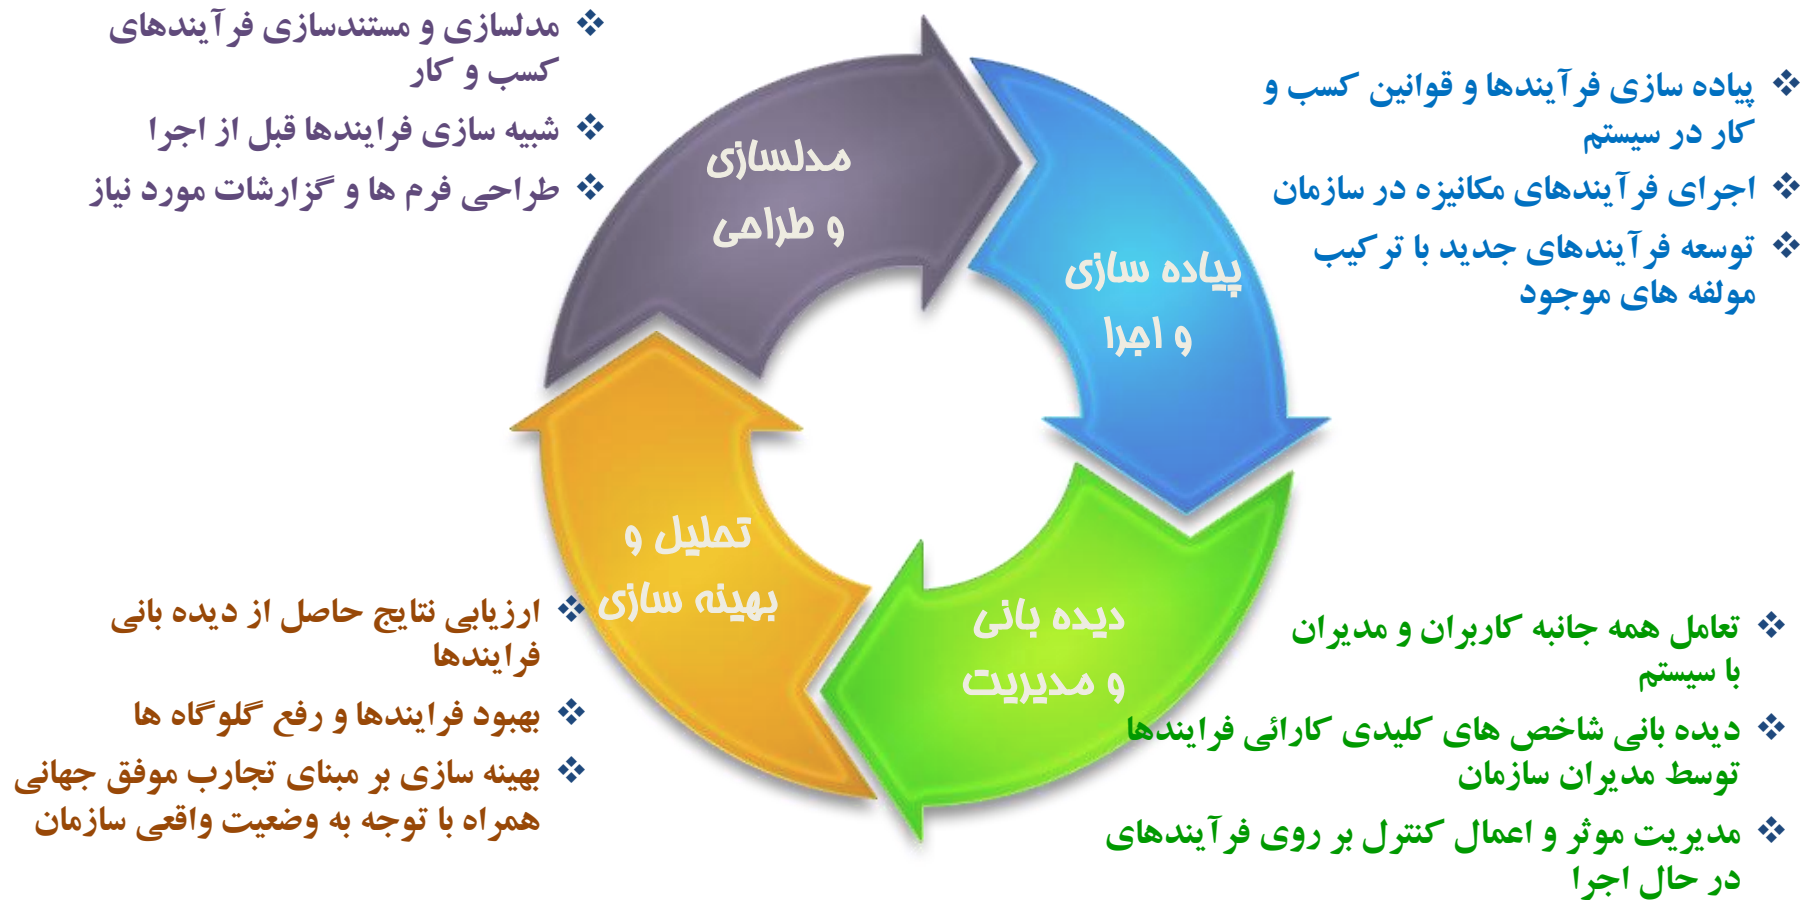 مدلسازی و مستندسازی فرآیندهای
کسب و کار
شبیه سازی فرایندها قبل از اجرا
طراحی فرم ها و گزارشات مورد نیاز
مدلسازی
و طراحی
پیاده سازی فرآیندها و قوانین کسب و
کار در سیستم
اجرای فرآیندهای مکانیزه در سازمان
توسعه فرآیندهای جدید با ترکیب
مولفه های موجود
پیاده سازی
و اجرا
تعامل همه جانبه کاربران و مدیران
با سیستم
دیده بانی شاخص های کلیدی کارائی فرایندها
توسط مدیران سازمان
مدیریت موثر و اعمال کنترل بر روی فرآیندهای
در حال اجرا
دیده بانی
و مدیریت
تحلیل و
بهینه سازی
ارزیابی نتایج حاصل از دیده بانی
فرایندها
بهبود فرایندها و رفع گلوگاه ها
بهینه سازی بر مبنای تجارب موفق جهانی
همراه با توجه به وضعیت واقعی سازمان